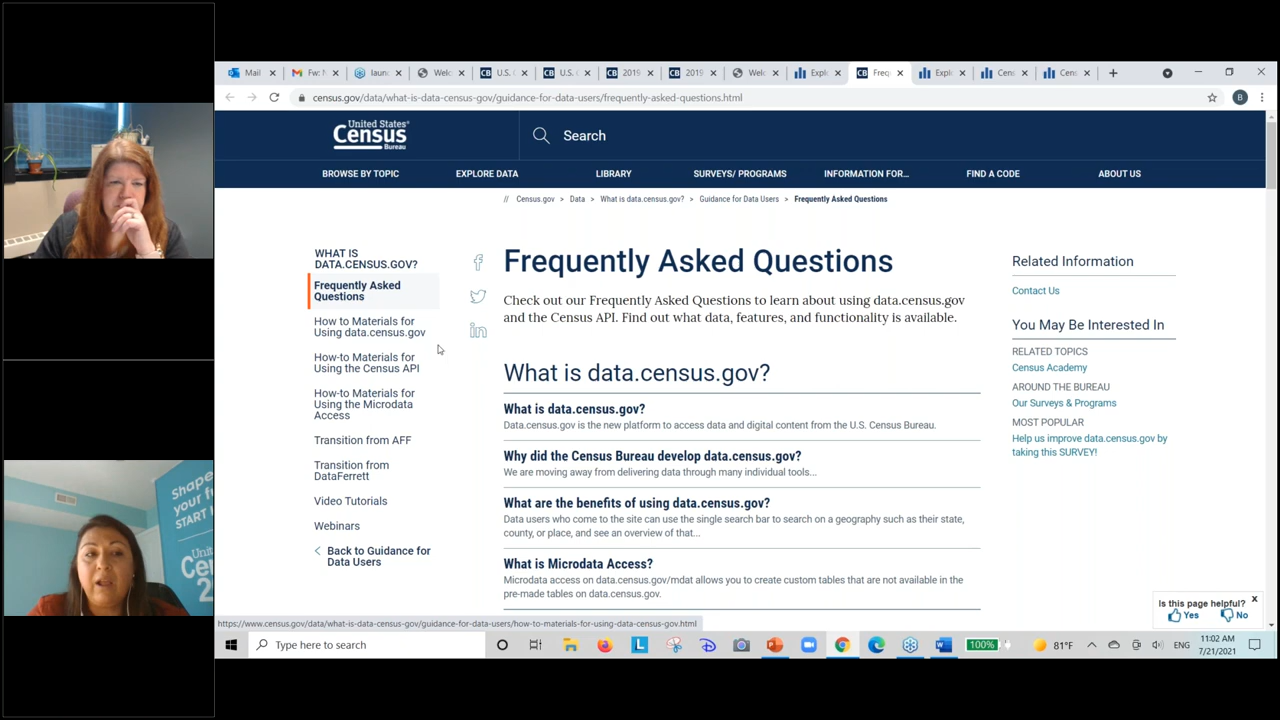 Mail
Fw: N
laun
Welc
U.S. C
U.S. C
2019
2019
Welc
Explo
Freq
Explo
Cens
Cens
census.gov/data/what-is-data-census-gov/guidance-for-data-users/frequently-asked-questions.html
B
United States®
Census
Bureau
Search
BROWSE BY TOPIC
EXPLORE DATA
LIBRARY
SURVEYS/ PROGRAMS
INFORMATION FOR...
FIND A CODE
ABOUT US
// Census.gov > Data > What is data.census.gov? > Guidance for Data Users > Frequently Asked Questions
WHAT IS
DATA.CENSUS.GOV?
Frequently Asked
Questions
How to Materials for
Using data.census.gov
How-to Materials for
Using the Census API
How-to Materials for
Using the Microdata
Access
Transition from AFF
Transition from
DataFerrett
Video Tutorials
Webinars
Back to Guidance for
Data Users
Frequently Asked Questions
Check out our Frequently Asked Questions to learn about using data.census.gov
and the Census API. Find out what data, features, and functionality is available.
What is data.census.gov?
What is data.census.gov?
Data.census.gov is the new platform to access data and digital content from the U.S. Census Bureau.
Why did the Census Bureau develop data.census.gov?
We are moving away from delivering data through many individual tools...
What are the benefits of using data.census.gov?
Data users who come to the site can use the single search bar to search on a geography such as their state,
county, or place, and see an overview of that...
What is Microdata Access?
Microdata access on data.census.gov/mdat allows you to create custom tables that are not available in the
pre-made tables on data.census.gov.
Related Information
Contact Us
You May Be Interested In
RELATED TOPICS
Census Academy
AROUND THE BUREAU
Our Surveys & Programs
MOST POPULAR
Help us improve data.census.gov by
taking this SURVEY!
Is this page helpful? X
Yes No
https://www.census.gov/data/what-is-data-census-gov/guidance-for-data-users/how-to-materials-for-using-data-census-gov.html
Type here to search
100%
81°F
ENG
11:02 AM
7/21/2021
Shape
your fu
START
United
Cen
2